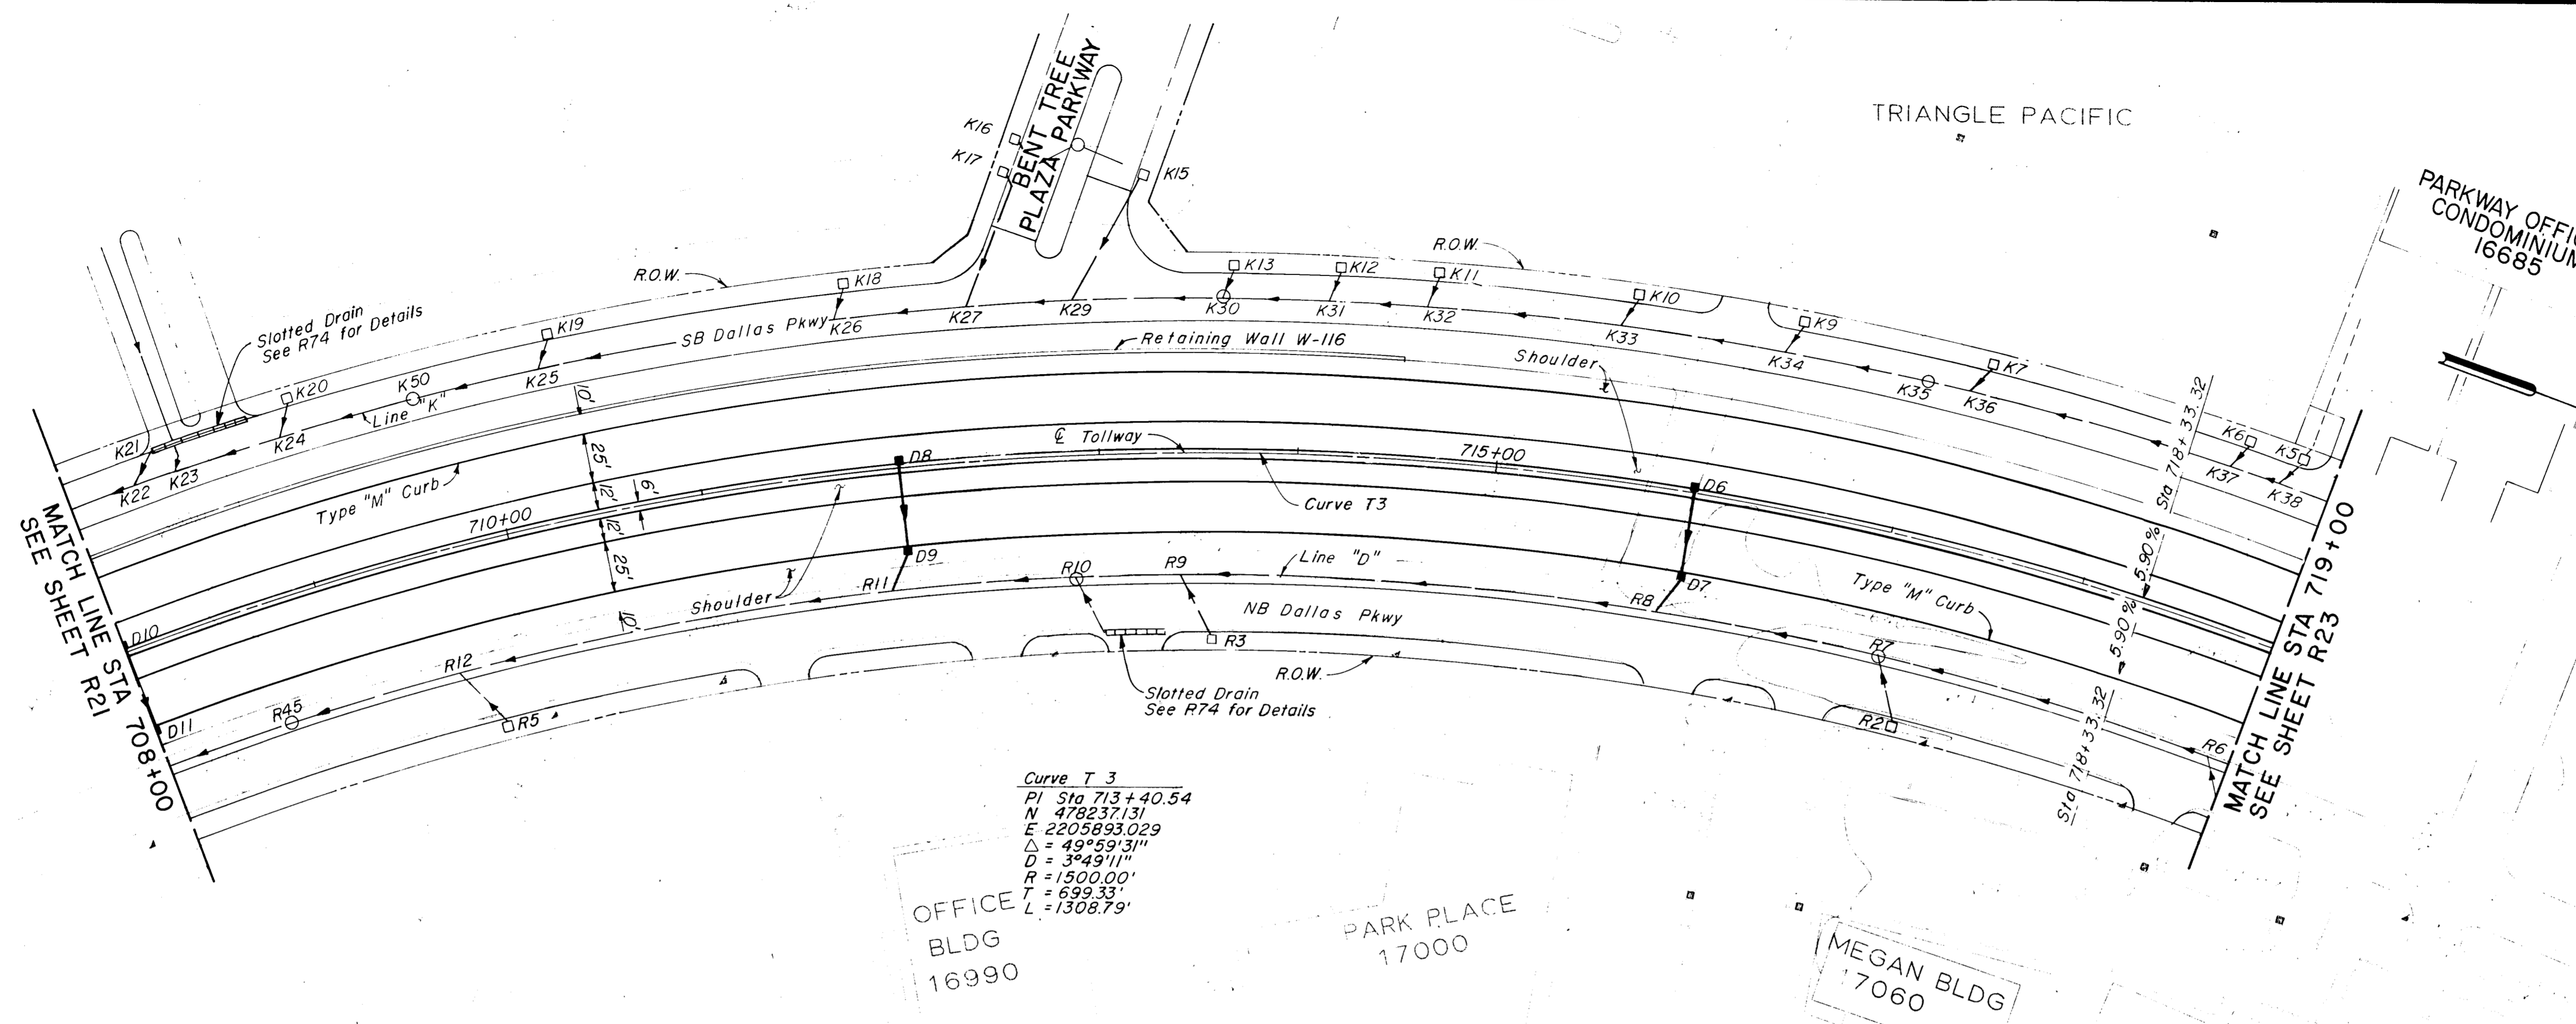 TRIANGLE PACIFIC
PARKWAY OFFI
CONDOMINIUM
16685
BENT TREE
PLAZA PARKWAY
K16
K17
K15
R.O.W.
K13
K12
K11
K10
K9
K7
K6
K5
R.O.W.
K18
K19
K20
K21
Slotted Drain
See R74 for Details
SB Dallas Pkwy
K22
K23
K24
K50
K25
K26
K27
K29
K30
K31
K32
K33
K34
K35
K36
K37
K38
Line "K"
Retaining Wall W-116
Shoulder
10'
25'
12'
6'
12'
25'
10'
Type "M" Curb
710+00
℄ Tollway
715+00
Curve T3
D8
D9
D6
D7
D10
D11
Shoulder
Line "D"
NB Dallas Pkwy
Type "M" Curb
R11
R10
R9
R8
R7
R6
R12
R45
R5
R3
R2
R.O.W.
Slotted Drain
See R74 for Details
Sta 718+33.32
5.90%
5.90%
Sta 718+33.32
MATCH LINE STA 708+00
SEE SHEET R21
MATCH LINE STA 719+00
SEE SHEET R23
Curve T 3
PI Sta 713+40.54
N 478237.131
E 2205893.029
△ = 49°59'31"
D = 3°49'11"
R = 1500.00'
T = 699.33'
L = 1308.79'
OFFICE
BLDG
16990
PARK PLACE
17000
MEGAN BLDG
17060